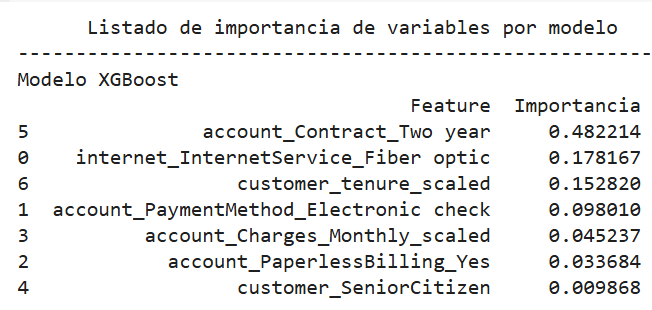 Listado de importancia de variables por modelo
--------------------------------------------------------
Modelo XGBoost
Feature Importancia
5 account_Contract_Two year 0.482214
0 internet_InternetService_Fiber optic 0.178167
6 customer_tenure_scaled 0.152820
1 account_PaymentMethod_Electronic check 0.098010
3 account_Charges_Monthly_scaled 0.045237
2 account_PaperlessBilling_Yes 0.033684
4 customer_SeniorCitizen 0.009868